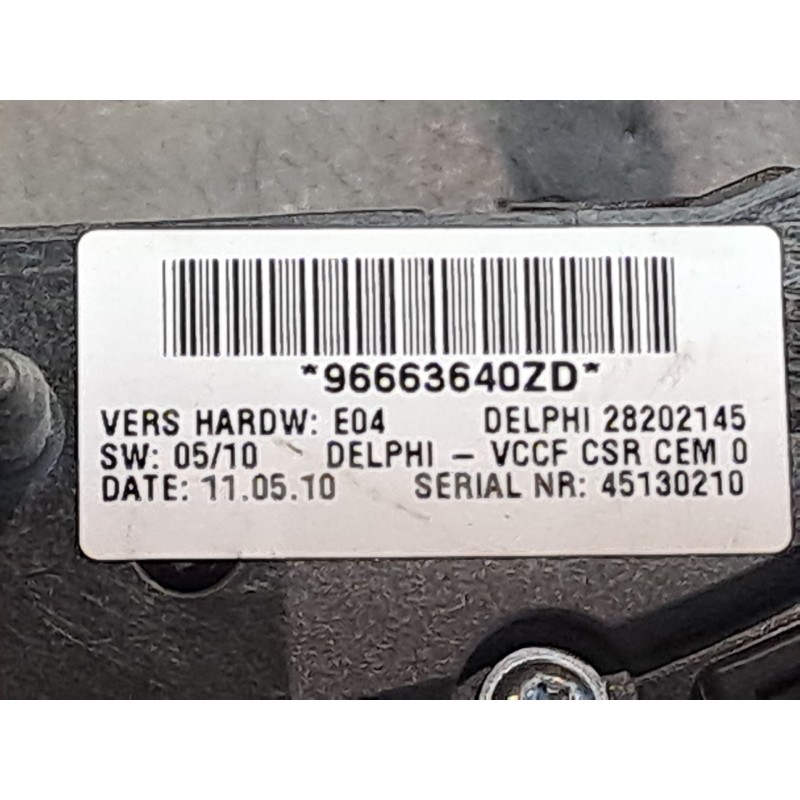 *96663640ZD*
VERS HARDW: E04 DELPHI 28202145
SW: 05/10 DELPHI – VCCF CSR CEM 0
DATE: 11.05.10 SERIAL NR: 45130210